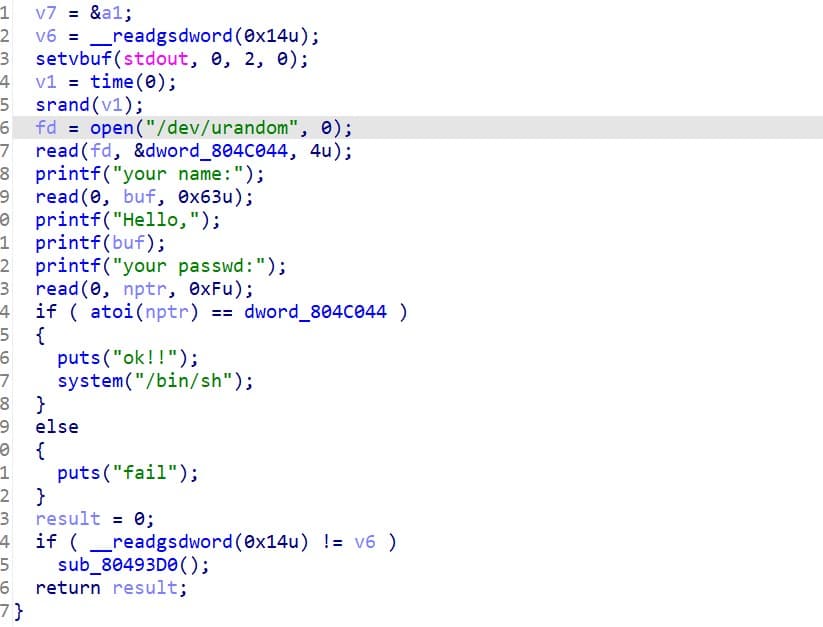 1 v7 = &a1;
2 v6 = __readgsdword(0x14u);
3 setvbuf(stdout, 0, 2, 0);
4 v1 = time(0);
5 srand(v1);
6 fd = open("/dev/urandom", 0);
7 read(fd, &dword_804C044, 4u);
8 printf("your name:");
9 read(0, buf, 0x63u);
0 printf("Hello,");
1 printf(buf);
2 printf("your passwd:");
3 read(0, nptr, 0xFu);
4 if ( atoi(nptr) == dword_804C044 )
5 {
6 puts("ok!!");
7 system("/bin/sh");
8 }
9 else
0 {
1 puts("fail");
2 }
3 result = 0;
4 if ( __readgsdword(0x14u) != v6 )
5 sub_80493D0();
6 return result;
7 }